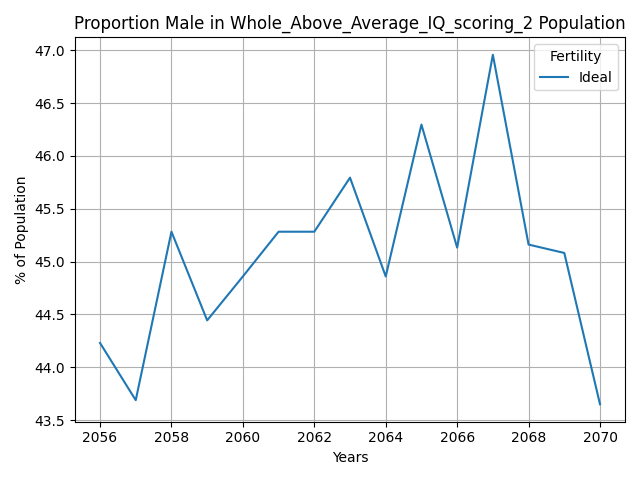 Proportion Male in Whole_Above_Average_IQ_scoring_2 Population
Fertility
Ideal
% of Population
47.0
46.5
46.0
45.5
45.0
44.5
44.0
43.5
2056 2058 2060 2062 2064 2066 2068 2070
Years